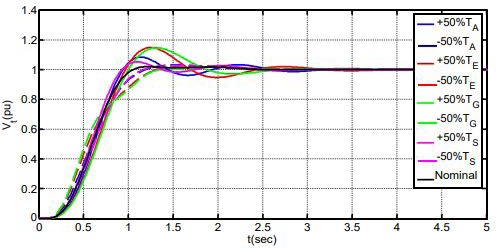 1.4
1.2
1
0.8
0.6
0.4
0.2
0
V_t(pu)
0 0.5 1 1.5 2 2.5 3 3.5 4 4.5 5
t(sec)
+50%T_A
-50%T_A
+50%T_E
-50%T_E
+50%T_G
-50%T_G
+50%T_S
-50%T_S
Nominal